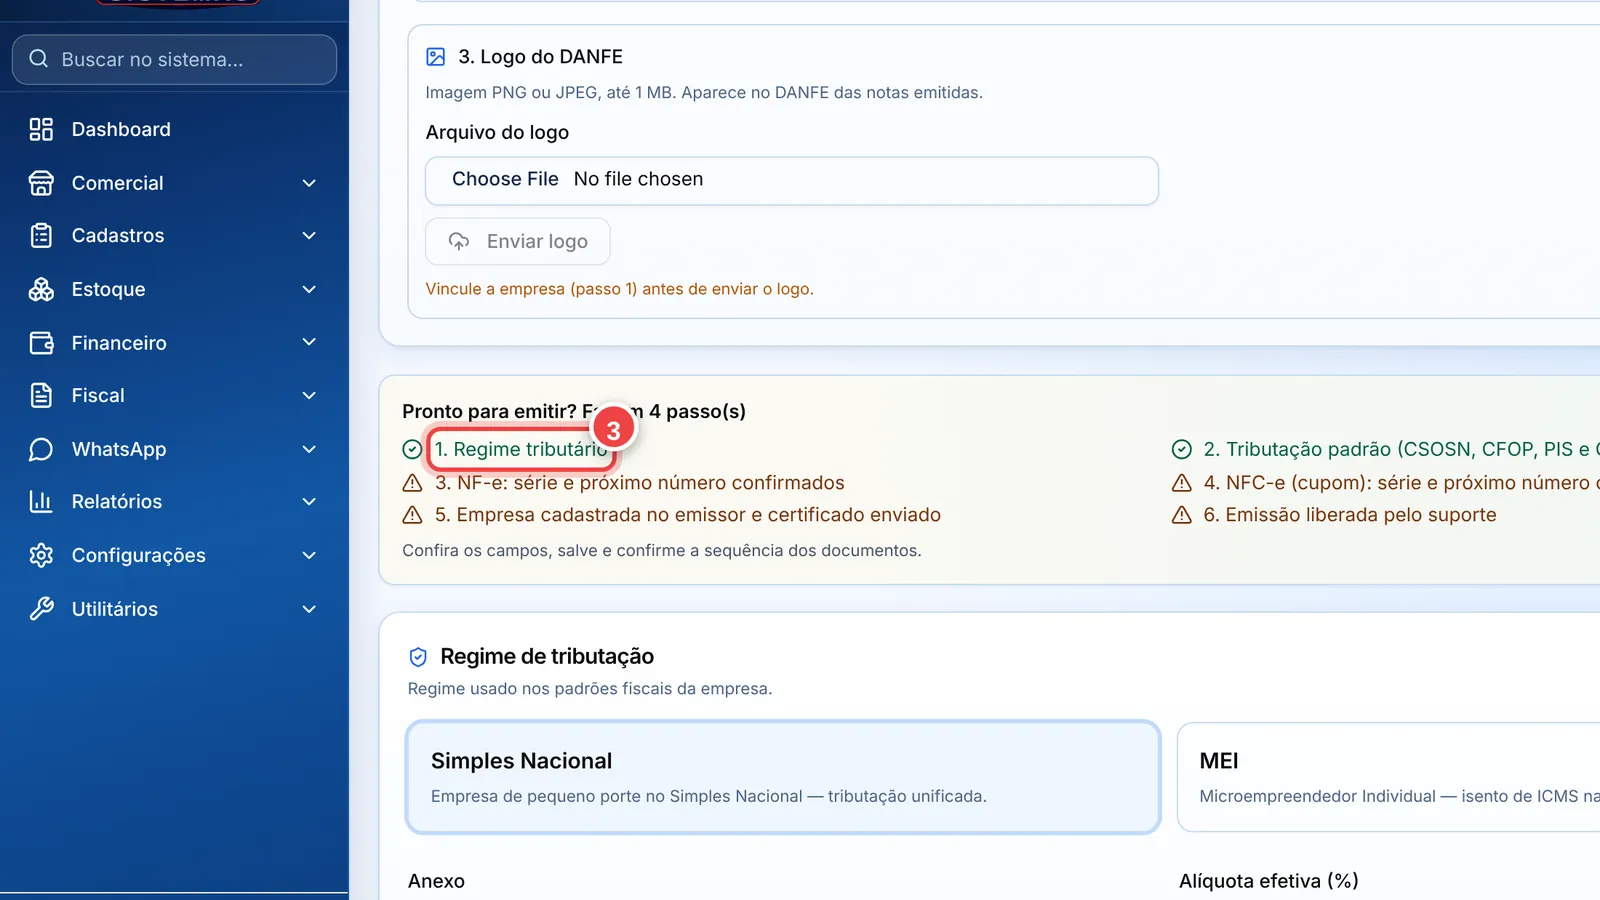 Buscar no sistema...
Dashboard
Comercial
Cadastros
Estoque
Financeiro
Fiscal
WhatsApp
Relatórios
Configurações
Utilitários
3. Logo do DANFE
Imagem PNG ou JPEG, até 1 MB. Aparece no DANFE das notas emitidas.
Arquivo do logo
Choose File No file chosen
Enviar logo
Vincule a empresa (passo 1) antes de enviar o logo.
Pronto para emitir? 4 passo(s)
3
1. Regime tributário
2. Tributação padrão (CSOSN, CFOP, PIS e
3. NF-e: série e próximo número confirmados
4. NFC-e (cupom): série e próximo número
5. Empresa cadastrada no emissor e certificado enviado
6. Emissão liberada pelo suporte
Confira os campos, salve e confirme a sequência dos documentos.
Regime de tributação
Regime usado nos padrões fiscais da empresa.
Simples Nacional
Empresa de pequeno porte no Simples Nacional — tributação unificada.
MEI
Microempreendedor Individual — isento de ICMS na
Anexo
Alíquota efetiva (%)